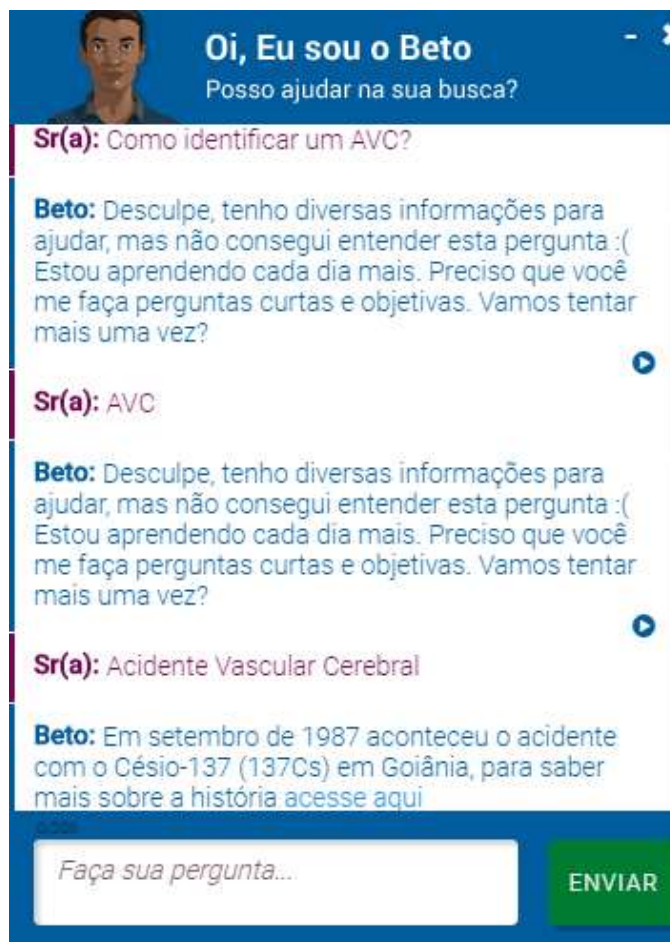 Oi, Eu sou o Beto
Posso ajudar na sua busca?
Sr(a): Como identificar um AVC?
Beto: Desculpe, tenho diversas informações para
ajudar, mas não consegui entender esta pergunta :(
Estou aprendendo cada dia mais. Preciso que você
me faça perguntas curtas e objetivas. Vamos tentar
mais uma vez?
Sr(a): AVC
Beto: Desculpe, tenho diversas informações para
ajudar, mas não consegui entender esta pergunta :(
Estou aprendendo cada dia mais. Preciso que você
me faça perguntas curtas e objetivas. Vamos tentar
mais uma vez?
Sr(a): Acidente Vascular Cerebral
Beto: Em setembro de 1987 aconteceu o acidente
com o Césio-137 (137Cs) em Goiânia, para saber
mais sobre a história acesse aqui
Faça sua pergunta...
ENVIAR